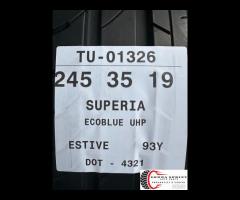 TU-01326
245 35 19
SUPERIA
ECOBLUE UHP
ESTIVE 93Y
DOT - 4321